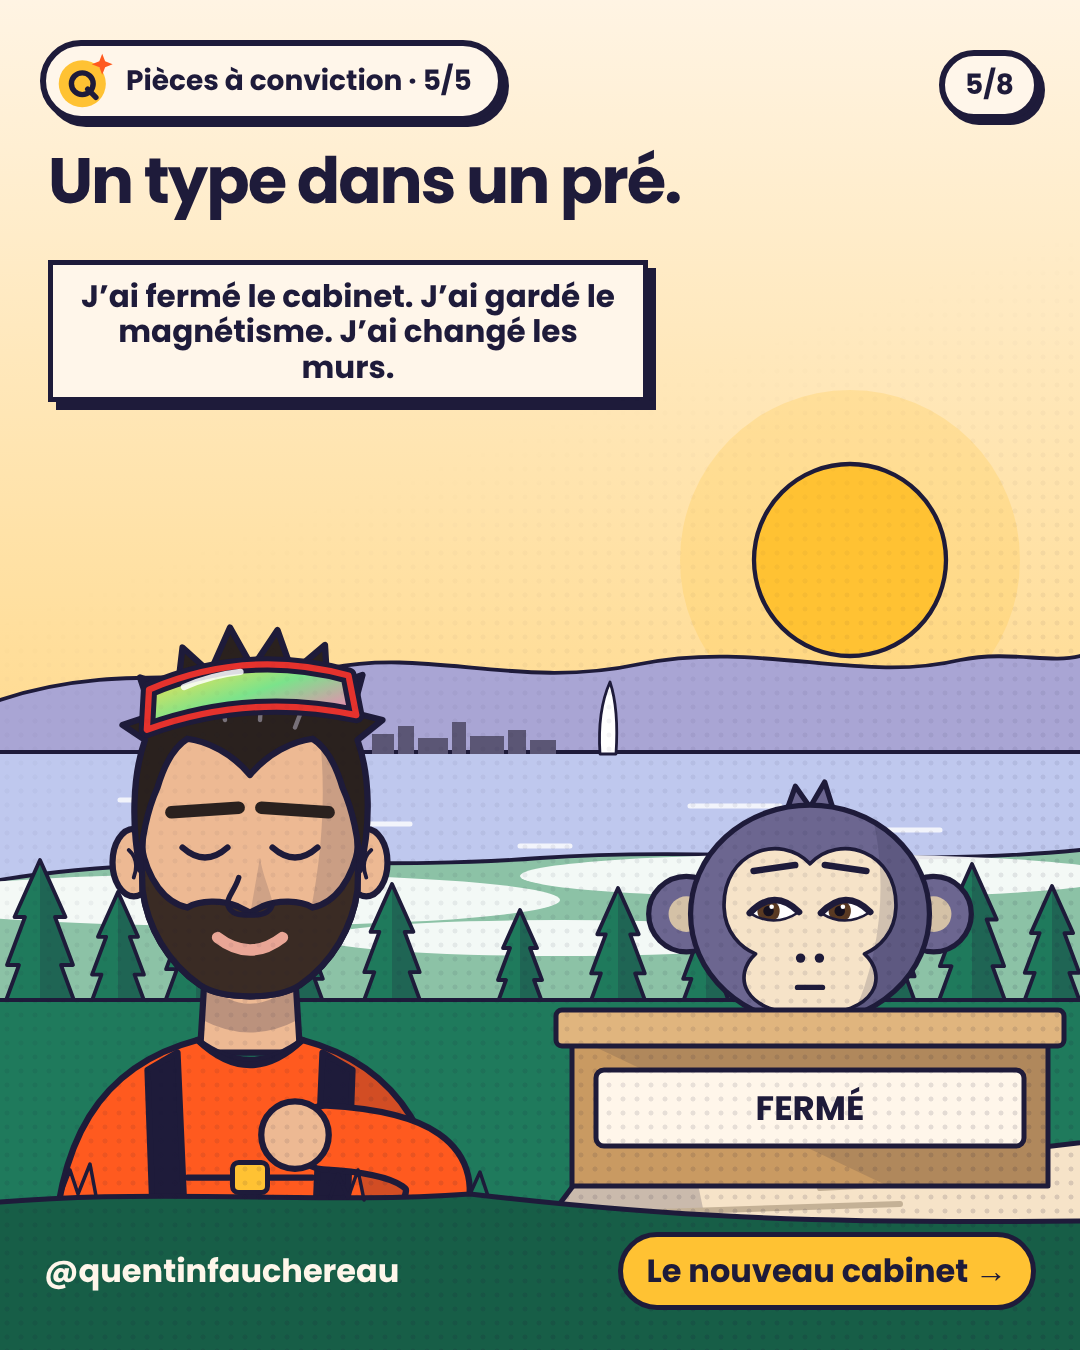 Q
Pièces à conviction · 5/5
5/8
Un type dans un pré.
J’ai fermé le cabinet. J’ai gardé le
magnétisme. J’ai changé les
murs.
FERMÉ
@quentinfauchereau
Le nouveau cabinet →